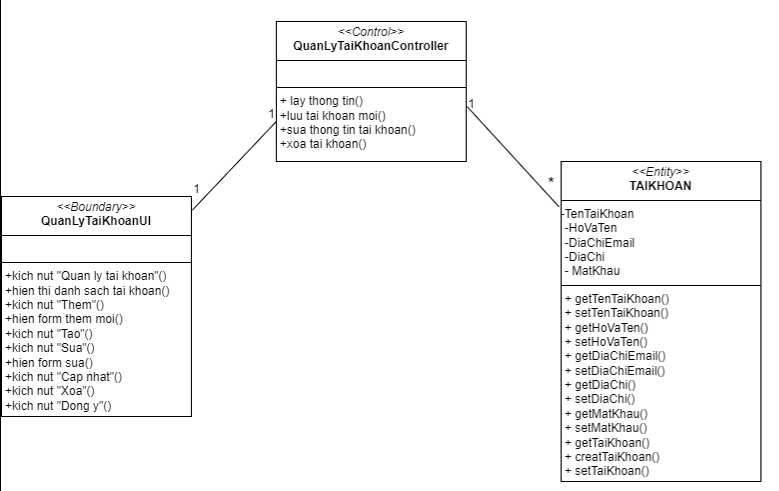 <<Control>>
QuanLyTaiKhoanController
+ lay thong tin()
+luu tai khoan moi()
+sua thong tin tai khoan()
+xoa tai khoan()
1
1
1
*
<<Boundary>>
QuanLyTaiKhoanUI
+kich nut "Quan ly tai khoan"()
+hien thi danh sach tai khoan()
+kich nut "Them"()
+hien form them moi()
+kich nut "Tao"()
+kich nut "Sua"()
+hien form sua()
+kich nut "Cap nhat"()
+kich nut "Xoa"()
+kich nut "Dong y"()
<<Entity>>
TAIKHOAN
-TenTaiKhoan
-HoVaTen
-DiaChiEmail
-DiaChi
- MatKhau
+ getTenTaiKhoan()
+ setTenTaiKhoan()
+ getHoVaTen()
+ setHoVaTen()
+ getDiaChiEmail()
+ setDiaChiEmail()
+ getDiaChi()
+ setDiaChi()
+ getMatKhau()
+ setMatKhau()
+ getTaiKhoan()
+ creatTaiKhoan()
+ setTaiKhoan()